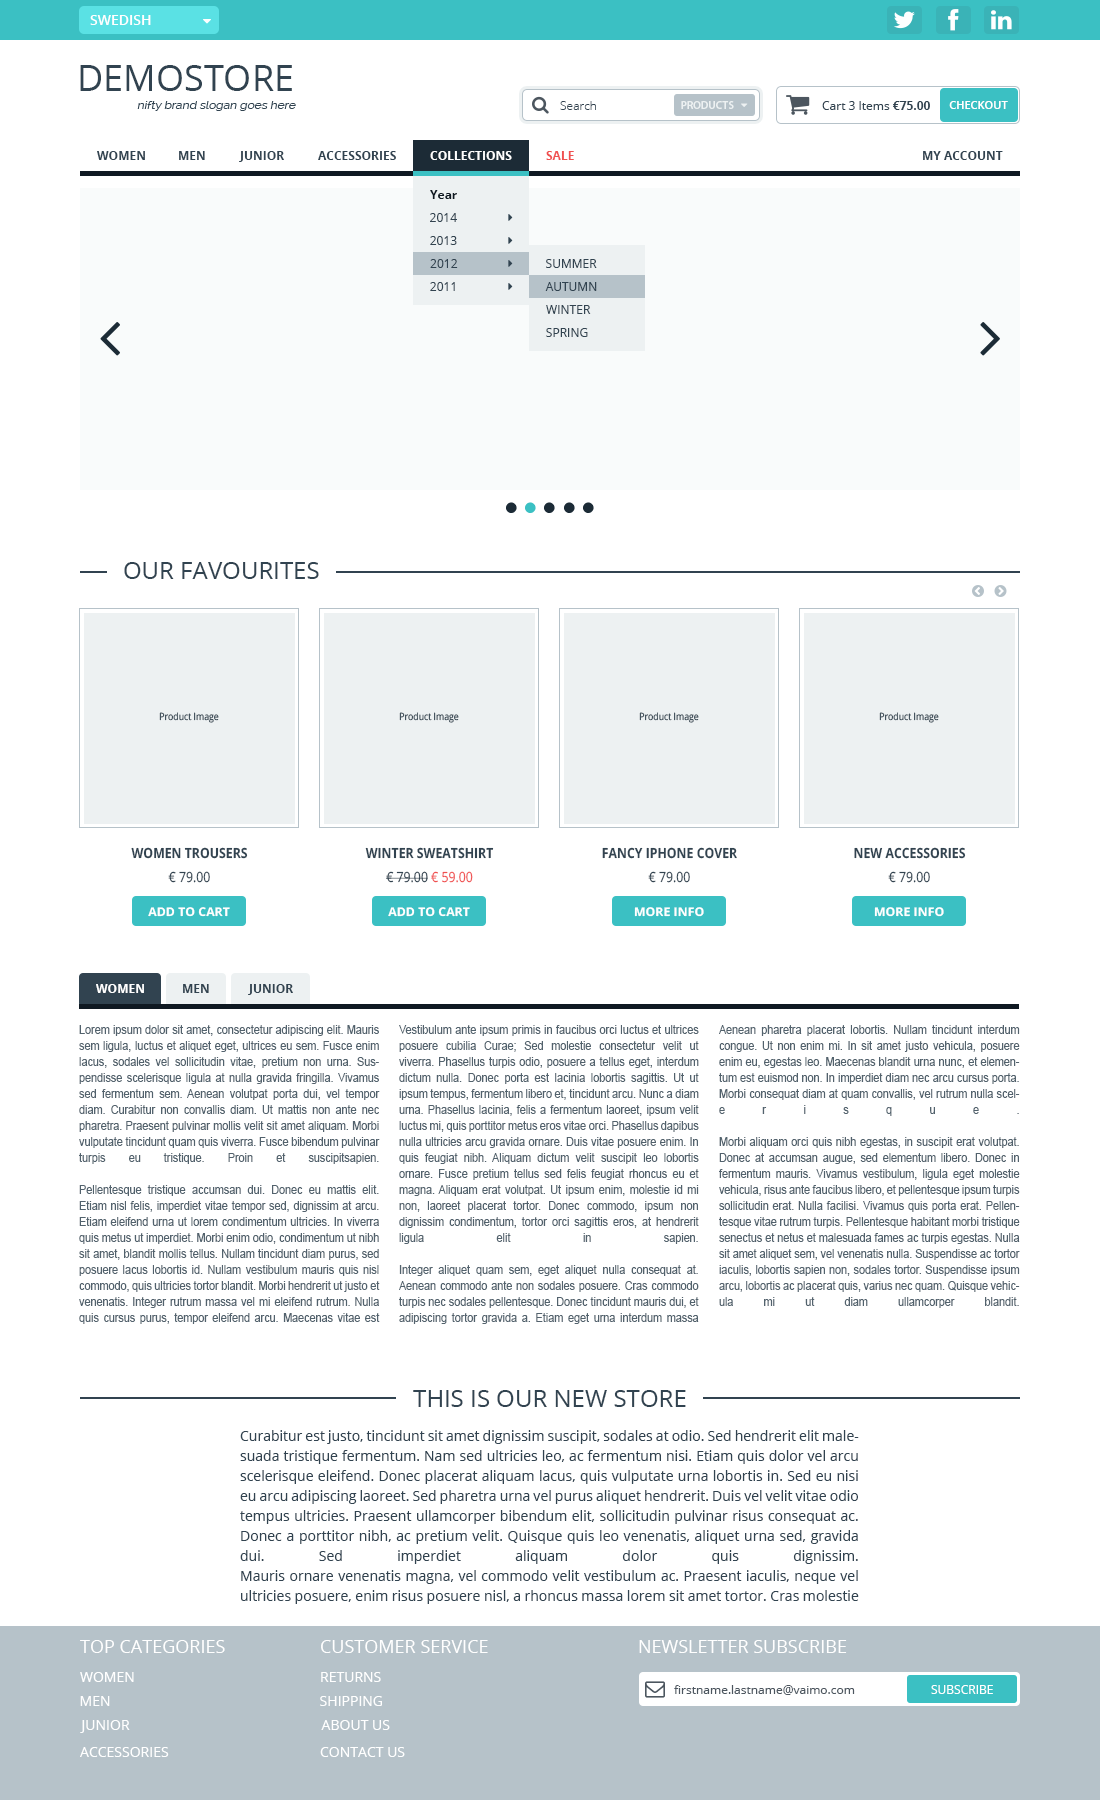 SWEDISH
DEMOSTORE
nifty brand slogan goes here
Search
PRODUCTS
Cart 3 Items €75.00
CHECKOUT
WOMEN
MEN
JUNIOR
ACCESSORIES
COLLECTIONS
SALE
MY ACCOUNT
Year
2014
2013
2012
2011
SUMMER
AUTUMN
WINTER
SPRING
OUR FAVOURITES
Product Image
Product Image
Product Image
Product Image
WOMEN TROUSERS
€ 79.00
ADD TO CART
WINTER SWEATSHIRT
€ 79.00 € 59.00
ADD TO CART
FANCY IPHONE COVER
€ 79.00
MORE INFO
NEW ACCESSORIES
€ 79.00
MORE INFO
WOMEN
MEN
JUNIOR
Lorem ipsum dolor sit amet, consectetur adipiscing elit. Mauris
sem ligula, luctus et aliquet eget, ultrices eu sem. Fusce enim
lacus, sodales vel sollicitudin vitae, pretium non urna. Sus-
pendisse scelerisque ligula at nulla gravida fringilla. Vivamus
sed fermentum sem. Aenean volutpat porta dui, vel tempor
diam. Curabitur non convallis diam. Ut mattis non ante nec
pharetra. Praesent pulvinar mollis velit sit amet aliquam. Morbi
vulputate tincidunt quam quis viverra. Fusce bibendum pulvinar
turpis eu tristique. Proin et suscipitsapien.
Pellentesque tristique accumsan dui. Donec eu mattis elit.
Etiam nisl felis, imperdiet vitae tempor sed, dignissim at arcu.
Etiam eleifend urna ut lorem condimentum ultricies. In viverra
quis metus ut imperdiet. Morbi enim odio, condimentum ut nibh
sit amet, blandit mollis tellus. Nullam tincidunt diam purus, sed
posuere lacus lobortis id. Nullam vestibulum mauris quis nisl
commodo, quis ultricies tortor blandit. Morbi hendrerit ut justo et
venenatis. Integer rutrum massa vel mi eleifend rutrum. Nulla
quis cursus purus, tempor eleifend arcu. Maecenas vitae est
Vestibulum ante ipsum primis in faucibus orci luctus et ultrices
posuere cubilia Curae; Sed molestie consectetur velit ut
viverra. Phasellus turpis odio, posuere a tellus eget, interdum
dictum nulla. Donec porta est lacinia lobortis sagittis. Ut ut
ipsum tempus, fermentum libero et, tincidunt arcu. Nunc a diam
urna. Phasellus lacinia, felis a fermentum laoreet, ipsum velit
luctus mi, quis porttitor metus eros vitae orci. Phasellus dapibus
nulla ultricies arcu gravida ornare. Duis vitae posuere enim. In
quis feugiat nibh. Aliquam dictum velit suscipit leo lobortis
ornare. Fusce pretium tellus sed felis feugiat rhoncus eu et
magna. Aliquam erat volutpat. Ut ipsum enim, molestie id mi
non, laoreet placerat tortor. Donec commodo, ipsum non
dignissim condimentum, tortor orci sagittis eros, at hendrerit
ligula elit in sapien.
Integer aliquet quam sem, eget aliquet nulla consequat at.
Aenean commodo ante non sodales posuere. Cras commodo
turpis nec sodales pellentesque. Donec tincidunt mauris dui, et
adipiscing tortor gravida a. Etiam eget urna interdum massa
Aenean pharetra placerat lobortis. Nullam tincidunt interdum
congue. Ut non enim mi. In sit amet justo vehicula, posuere
enim eu, egestas leo. Maecenas blandit urna nunc, et elemen-
tum est euismod non. In imperdiet diam nec arcu cursus porta.
Morbi consequat diam at quam convallis, vel rutrum nulla scel-
e r i s q u e .
Morbi aliquam orci quis nibh egestas, in suscipit erat volutpat.
Donec at accumsan augue, sed elementum libero. Donec in
fermentum mauris. Vivamus vestibulum, ligula eget molestie
vehicula, risus ante faucibus libero, et pellentesque ipsum turpis
sollicitudin erat. Nulla facilisi. Vivamus quis porta erat. Pellen-
tesque vitae rutrum turpis. Pellentesque habitant morbi tristique
senectus et netus et malesuada fames ac turpis egestas. Nulla
sit amet aliquet sem, vel venenatis nulla. Suspendisse ac tortor
iaculis, lobortis sapien non, sodales tortor. Suspendisse ipsum
arcu, lobortis ac placerat quis, varius nec quam. Quisque vehic-
ula mi ut diam ullamcorper blandit.
THIS IS OUR NEW STORE
Curabitur est justo, tincidunt sit amet dignissim suscipit, sodales at odio. Sed hendrerit elit male-
suada tristique fermentum. Nam sed ultricies leo, ac fermentum nisi. Etiam quis dolor vel arcu
scelerisque eleifend. Donec placerat aliquam lacus, quis vulputate urna lobortis in. Sed eu nisi
eu arcu adipiscing laoreet. Sed pharetra urna vel purus aliquet hendrerit. Duis vel velit vitae odio
tempus ultricies. Praesent ullamcorper bibendum elit, sollicitudin pulvinar risus consequat ac.
Donec a porttitor nibh, ac pretium velit. Quisque quis leo venenatis, aliquet urna sed, gravida
dui. Sed imperdiet aliquam dolor quis dignissim.
Mauris ornare venenatis magna, vel commodo velit vestibulum ac. Praesent iaculis, neque vel
ultricies posuere, enim risus posuere nisl, a rhoncus massa lorem sit amet tortor. Cras molestie
TOP CATEGORIES
WOMEN
MEN
JUNIOR
ACCESSORIES
CUSTOMER SERVICE
RETURNS
SHIPPING
ABOUT US
CONTACT US
NEWSLETTER SUBSCRIBE
firstname.lastname@vaimo.com
SUBSCRIBE